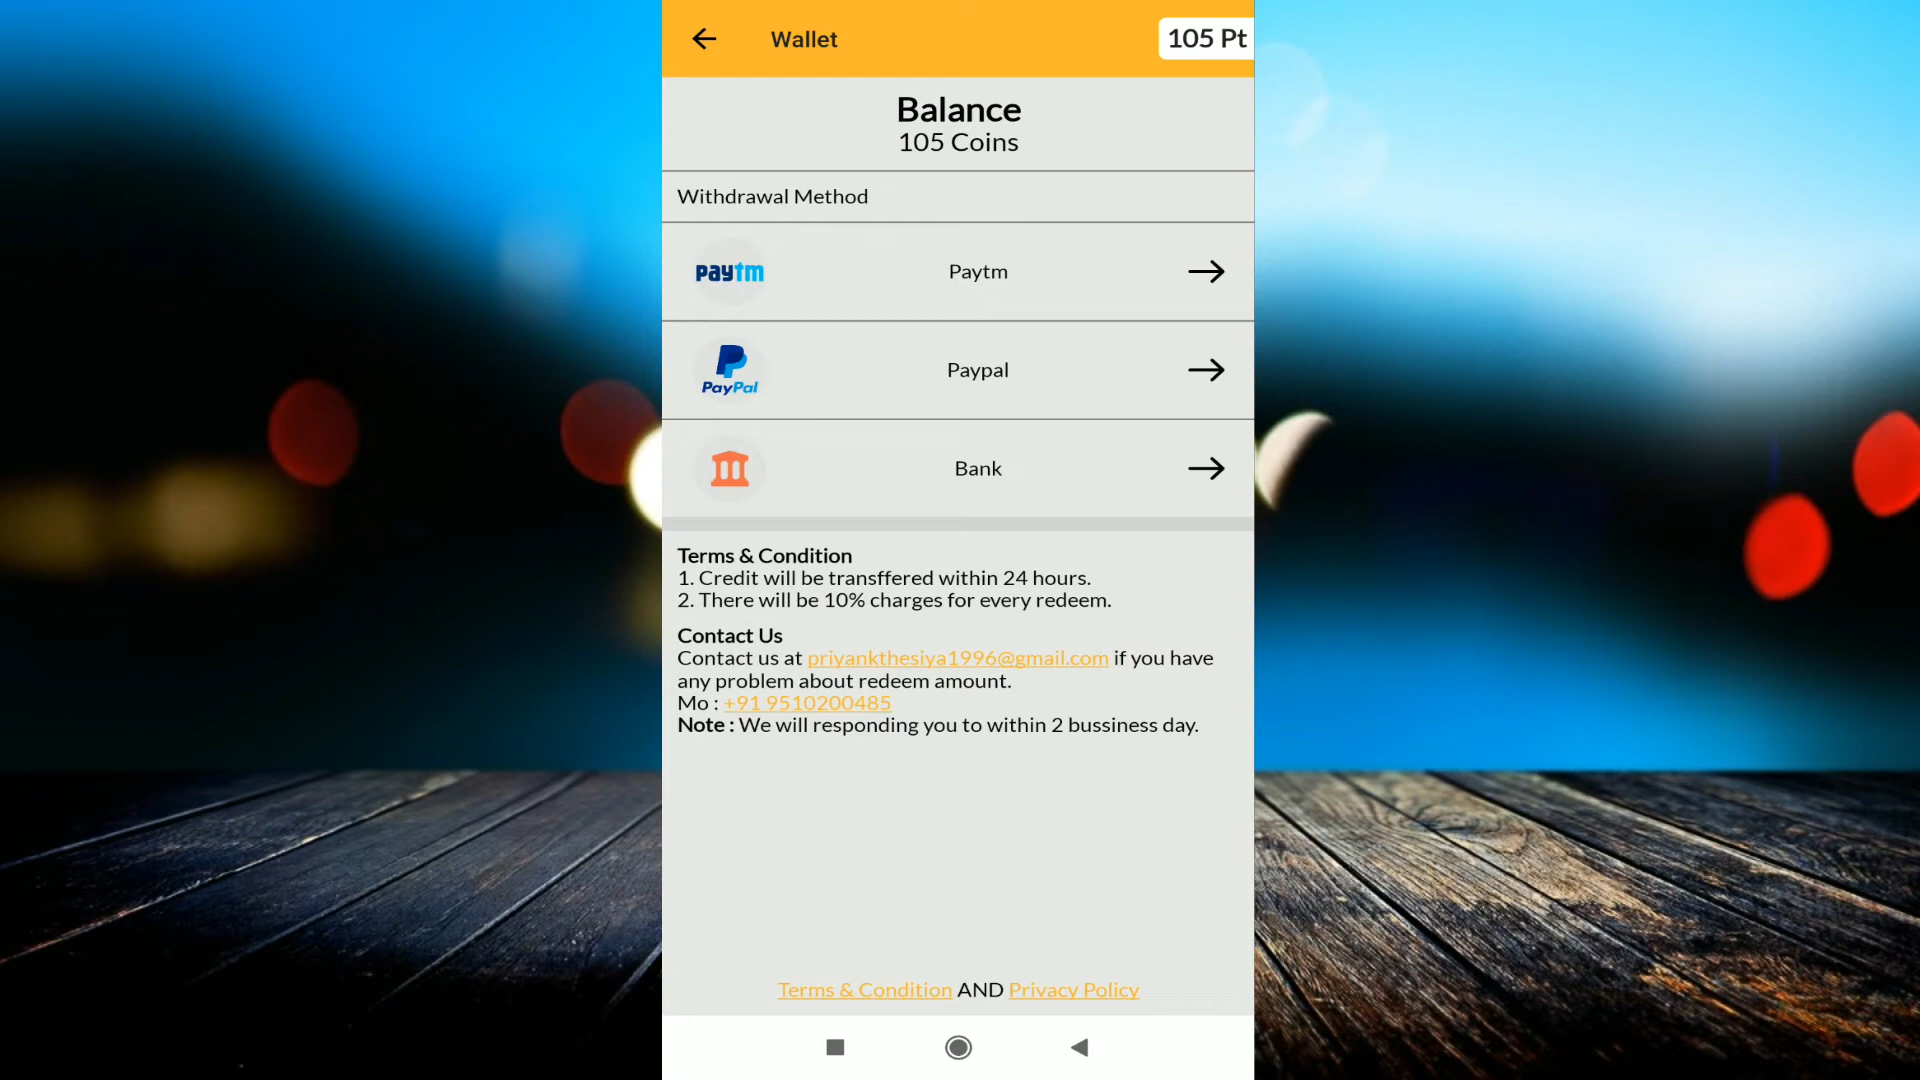 Wallet
105 Pt
Balance
105 Coins
Withdrawal Method
paytm
Paytm
PayPal
Paypal
Bank
Terms & Condition
1. Credit will be transffered within 24 hours.
2. There will be 10% charges for every redeem.
Contact Us
Contact us at priyankthesiya1996@gmail.com if you have
any problem about redeem amount.
Mo : +91 9510200485
Note : We will responding you to within 2 bussiness day.
Terms & Condition AND Privacy Policy